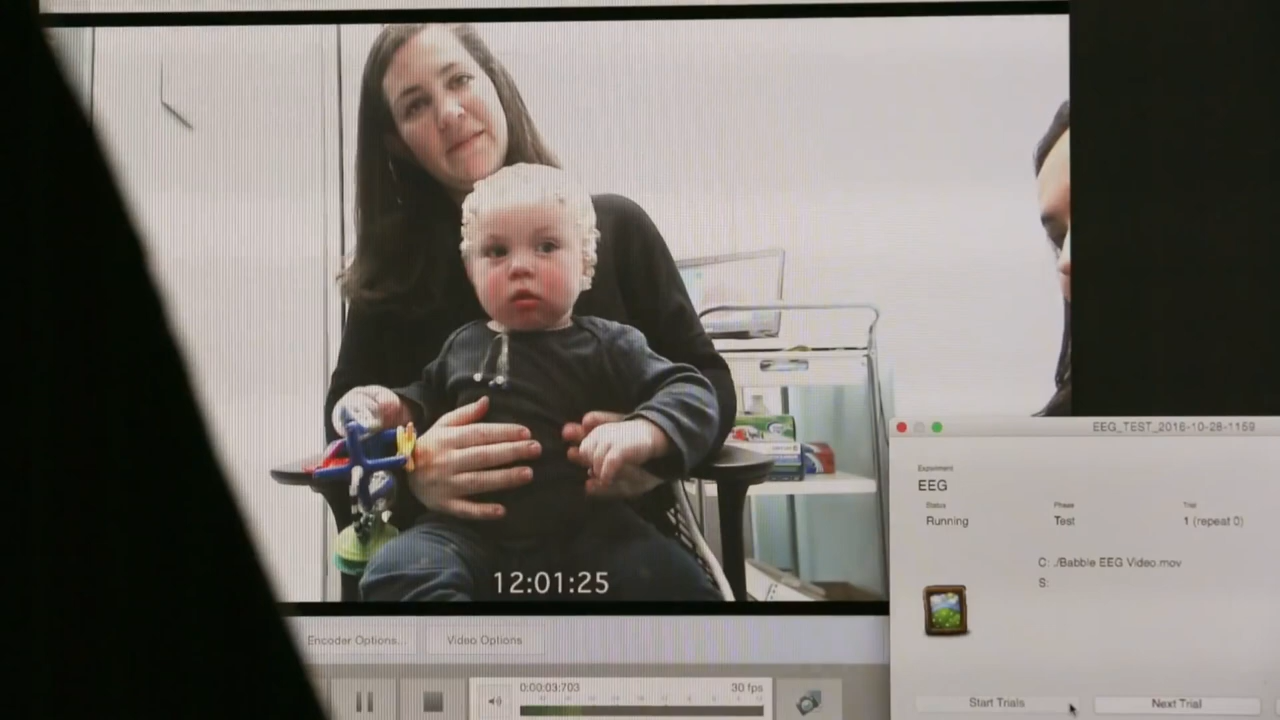 12:01:25
Encoder Options... Video Options
0:00:03:703 30 fps
EEG_TEST_2016-10-28-1159
Experiment
EEG
Status Phase Trial
Running Test 1 (repeat 0)
C: ./Babble EEG Video.mov
S:
Start Trials Next Trial